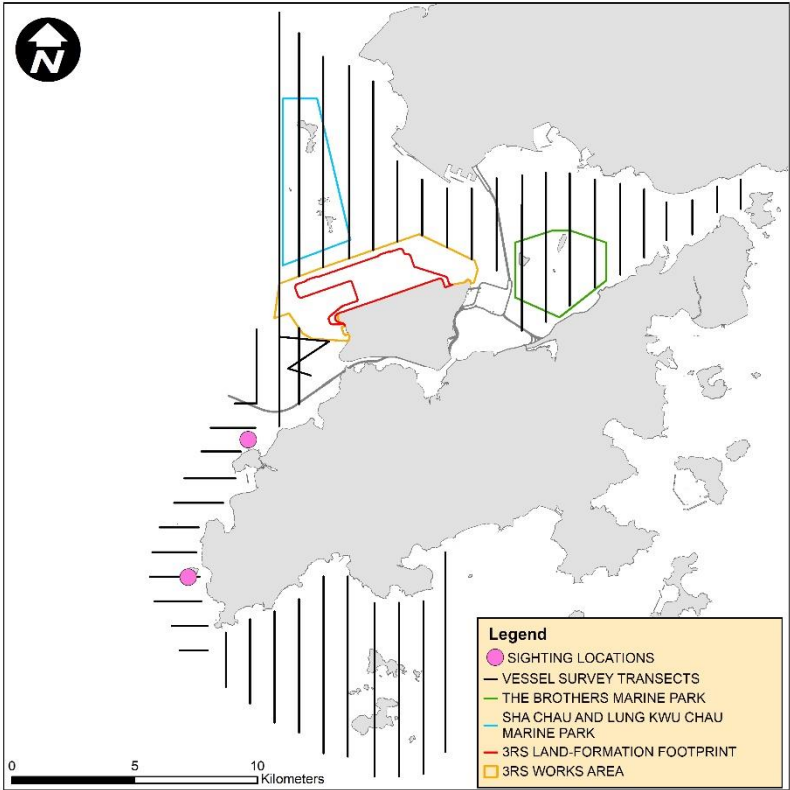 N
Legend
SIGHTING LOCATIONS
VESSEL SURVEY TRANSECTS
THE BROTHERS MARINE PARK
SHA CHAU AND LUNG KWU CHAU
MARINE PARK
3RS LAND-FORMATION FOOTPRINT
3RS WORKS AREA
0 5 10
Kilometers